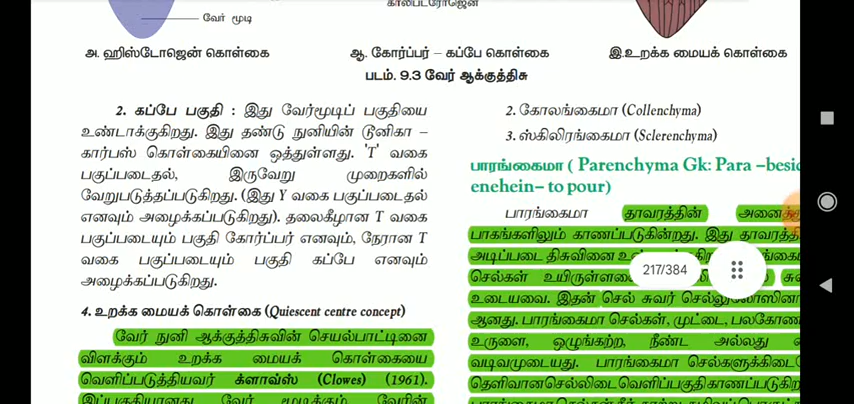 காலிபட்ரோஜென்
வேர் மூடி
அ. ஹிஸ்டோஜென் கொள்கை
ஆ. கோர்ப்பர் – கப்பே கொள்கை
இ.உறக்க மையக் கொள்கை
படம். 9.3 வேர் ஆக்குத்திசு
2. கப்பே பகுதி : இது வேர்மூடிப் பகுதியை
உண்டாக்குகிறது. இது தண்டு நுனியின் டூனிகா –
கார்பஸ் கொள்கையினை ஒத்துள்ளது. 'T' வகை
பகுப்படைதல், இருவேறு முறைகளில்
வேறுபடுத்தப்படுகிறது. (இது Y வகை பகுப்படைதல்
எனவும் அழைக்கப்படுகிறது). தலைகீழான T வகை
பகுப்படையும் பகுதி கோர்ப்பர் எனவும், நேரான T
வகை பகுப்படையும் பகுதி கப்பே எனவும்
அழைக்கப்படுகிறது.
4. உறக்க மையக் கொள்கை (Quiescent centre concept)
வேர் நுனி ஆக்குத்திசுவின் செயல்பாட்டினை
விளக்கும் உறக்க மையக் கொள்கையை
வெளிப்படுத்தியவர் க்ளாவ்ஸ் (Clowes) (1961).
இப்பகுதியானது வேர் மூடிக்கும் வேரின்
2. கோலங்கைமா (Collenchyma)
3. ஸ்கிலிரங்கைமா (Sclerenchyma)
பாரங்கைமா ( Parenchyma Gk: Para –besid
enehein– to pour)
பாரங்கைமா தாவரத்தின்
பாகங்களிலும் காணப்படுகின்றது. இது
அடிப்படை திசுவினை
செல்கள் உயிருள்ளவை
217/384
உடையவை. இதன் செல் சுவர்
ஆனது. பாரங்கைமா செல்கள், முட்டை,
உருளை, ஒழுங்கற்ற, நீண்ட அல்லது
வடிவமுடையது. பாரங்கைமா
தெளிவான செல்லிடை வெளிப்பகுதி